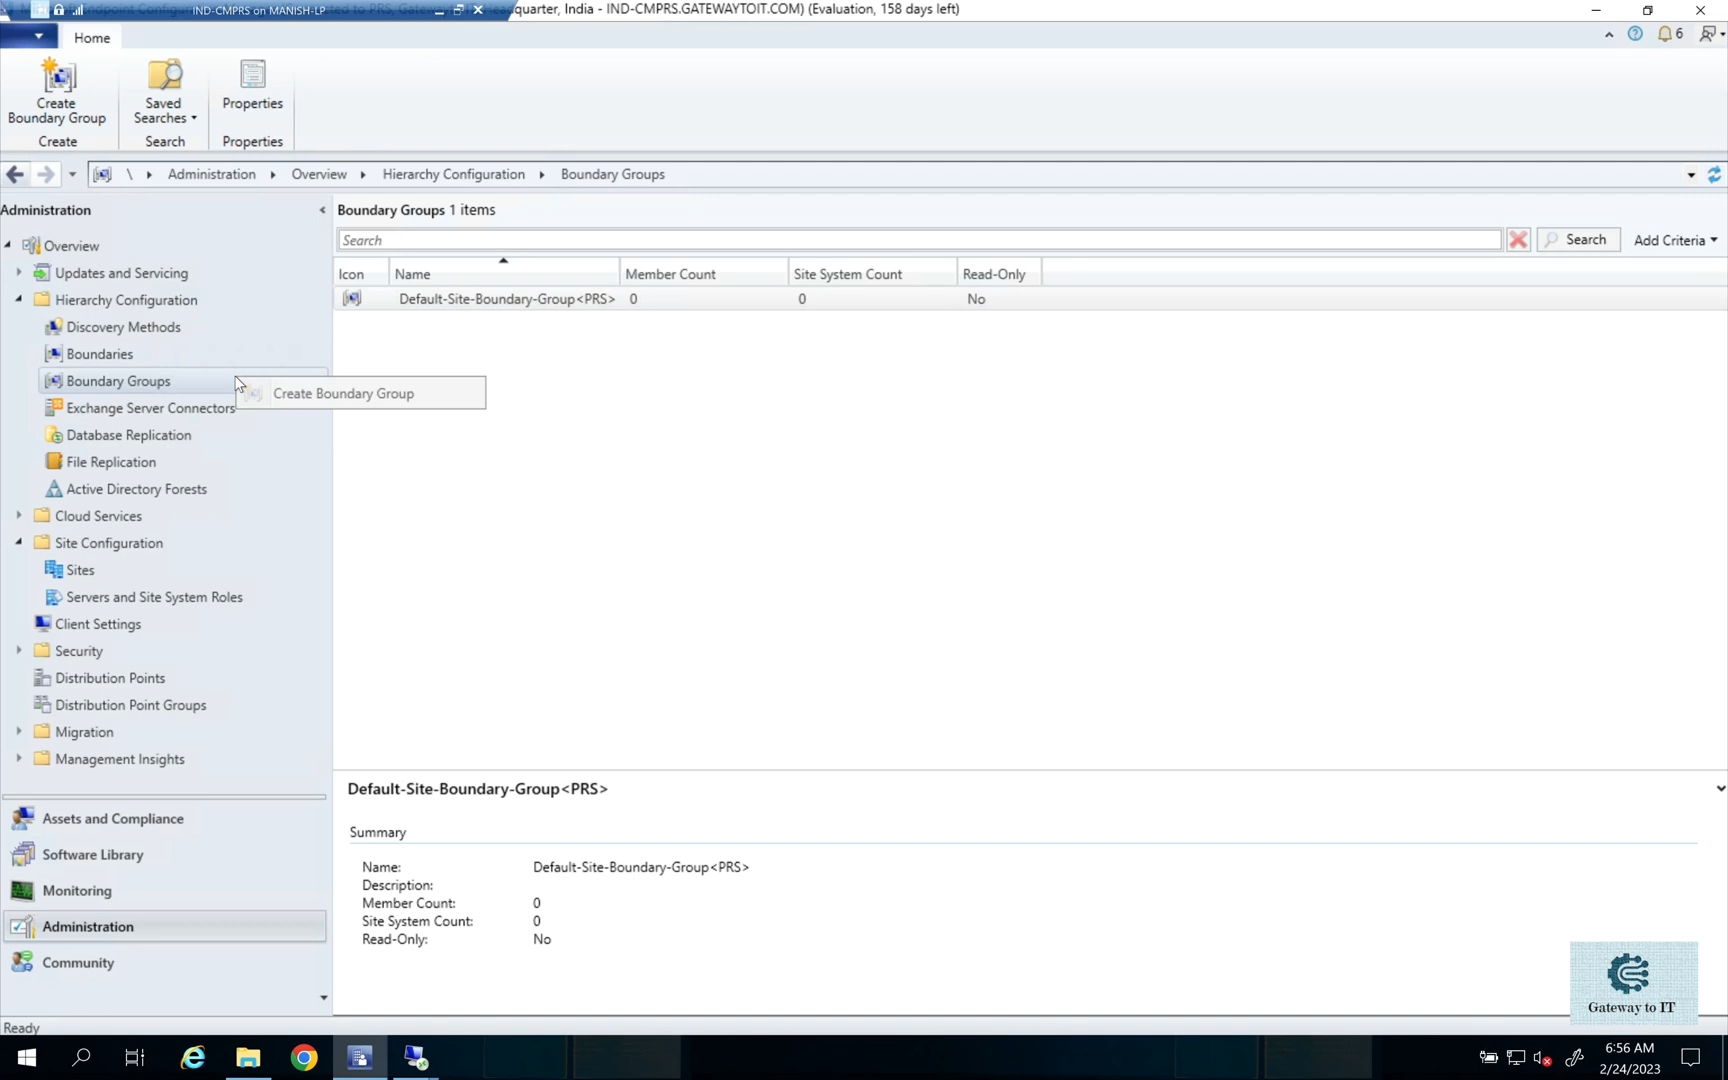 IND-CMPRS on MANISH-LP
quarter, India - IND-CMPRS.GATEWAYTOIT.COM) (Evaluation, 158 days left)
Home
6
Create
Boundary Group
Saved
Searches
Properties
Create
Search
Properties
\ Administration Overview Hierarchy Configuration Boundary Groups
Administration
Overview
Updates and Servicing
Hierarchy Configuration
Discovery Methods
Boundaries
Boundary Groups
Exchange Server Connectors
Database Replication
File Replication
Active Directory Forests
Cloud Services
Site Configuration
Sites
Servers and Site System Roles
Client Settings
Security
Distribution Points
Distribution Point Groups
Migration
Management Insights
Assets and Compliance
Software Library
Monitoring
Administration
Community
Create Boundary Group
Boundary Groups 1 items
Search
Search
Add Criteria
Icon Name Member Count Site System Count Read-Only
Default-Site-Boundary-Group<PRS> 0 0 No
Default-Site-Boundary-Group<PRS>
Summary
Name: Default-Site-Boundary-Group<PRS>
Description:
Member Count: 0
Site System Count: 0
Read-Only: No
Gateway to IT
Ready
6:56 AM
2/24/2023